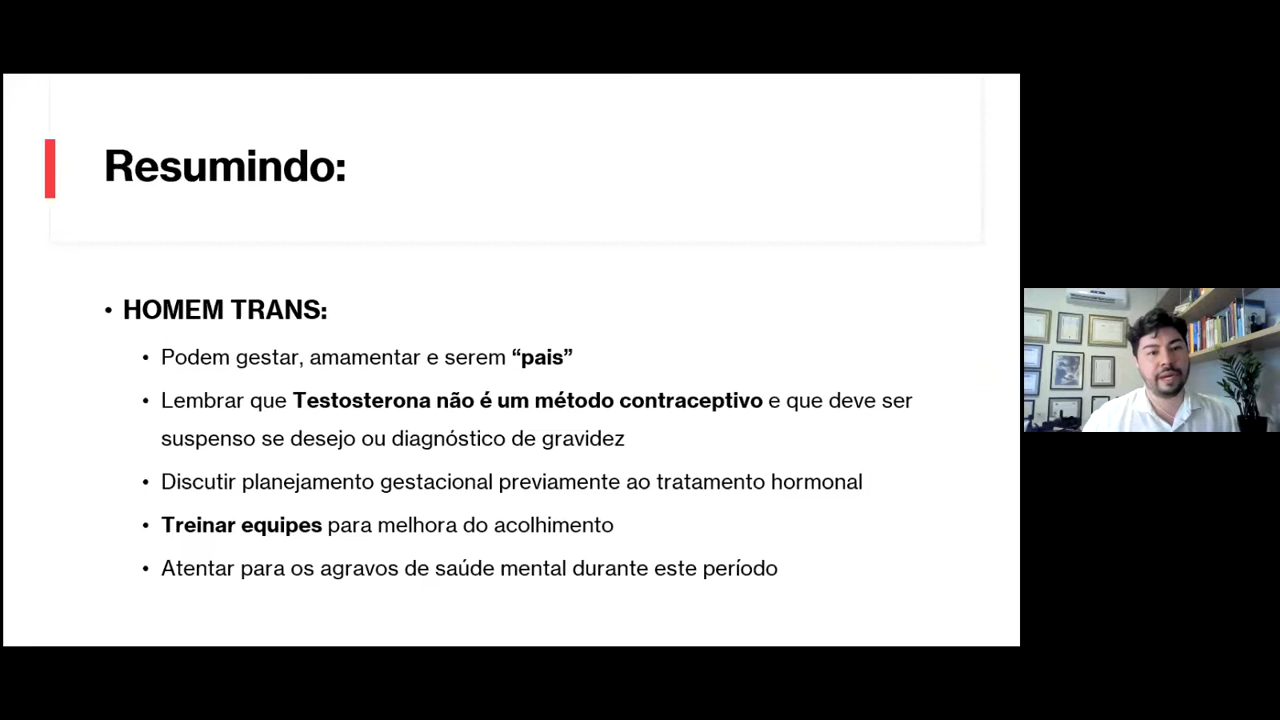 Resumindo:
• HOMEM TRANS:
• Podem gestar, amamentar e serem “pais”
• Lembrar que Testosterona não é um método contraceptivo e que deve ser
suspenso se desejo ou diagnóstico de gravidez
• Discutir planejamento gestacional previamente ao tratamento hormonal
• Treinar equipes para melhora do acolhimento
• Atentar para os agravos de saúde mental durante este período